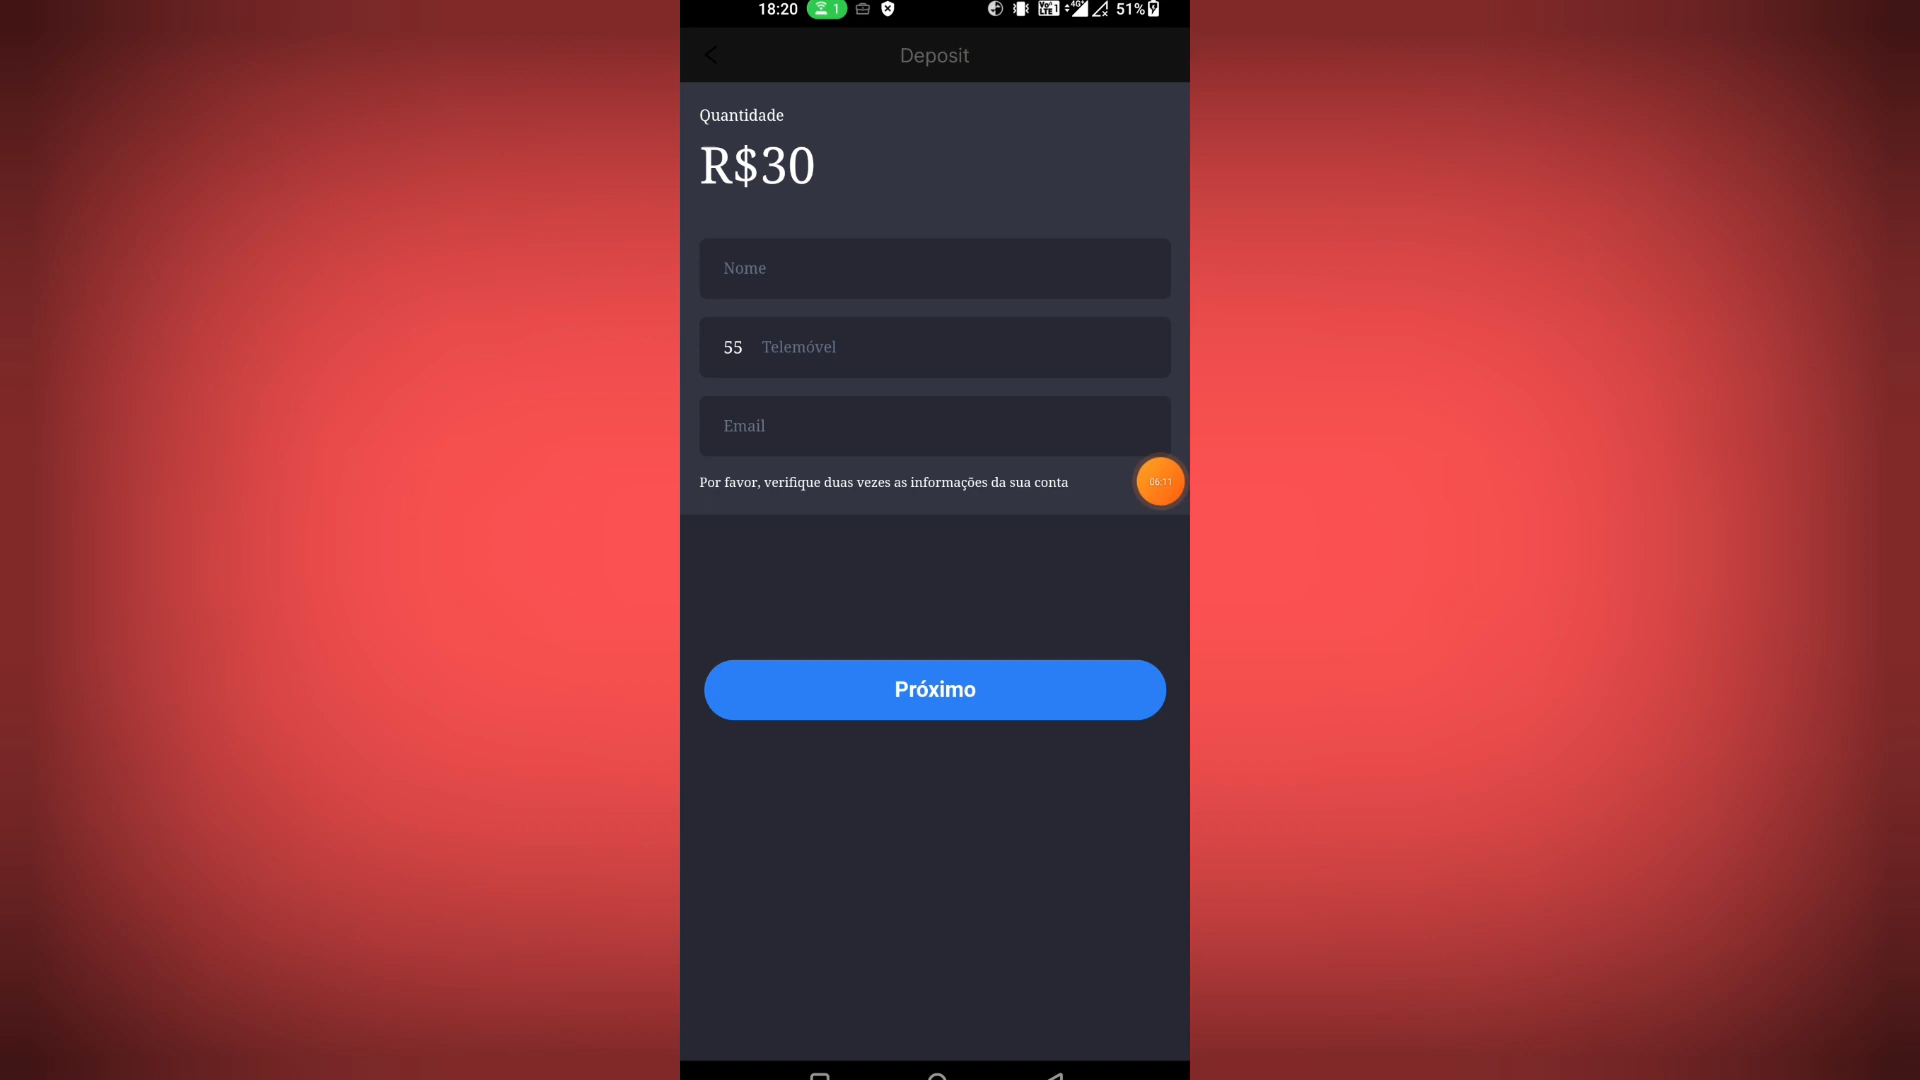 18:20 1 51%
Deposit
Quantidade
R$30
Nome
55 Telemóvel
Email
Por favor, verifique duas vezes as informações da sua conta
06:11
Próximo